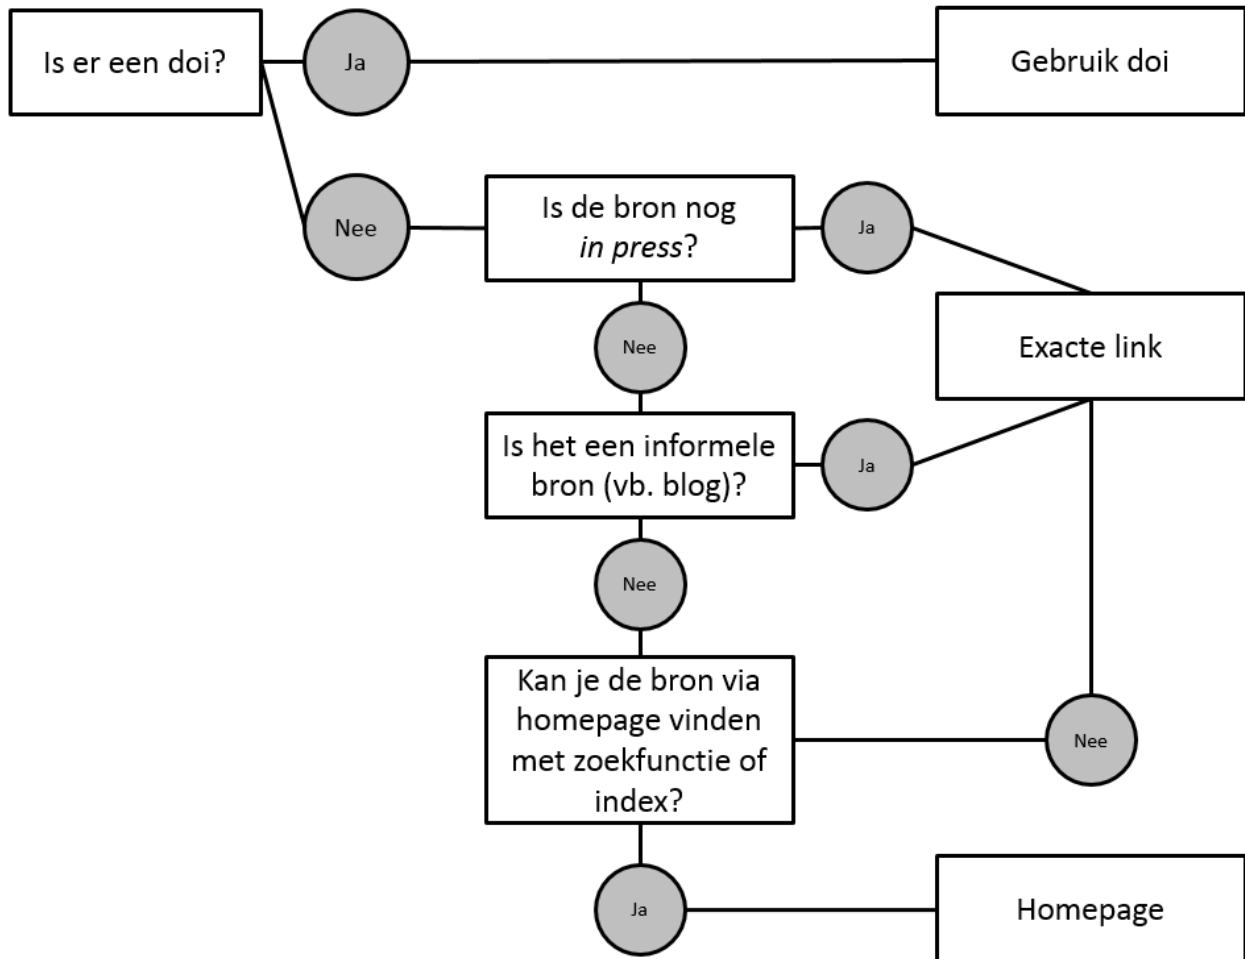 Is er een doi?
Ja
Gebruik doi
Nee
Is de bron nog
in press?
Ja
Nee
Exacte link
Is het een informele
bron (vb. blog)?
Ja
Nee
Kan je de bron via
homepage vinden
met zoekfunctie of
index?
Nee
Ja
Homepage